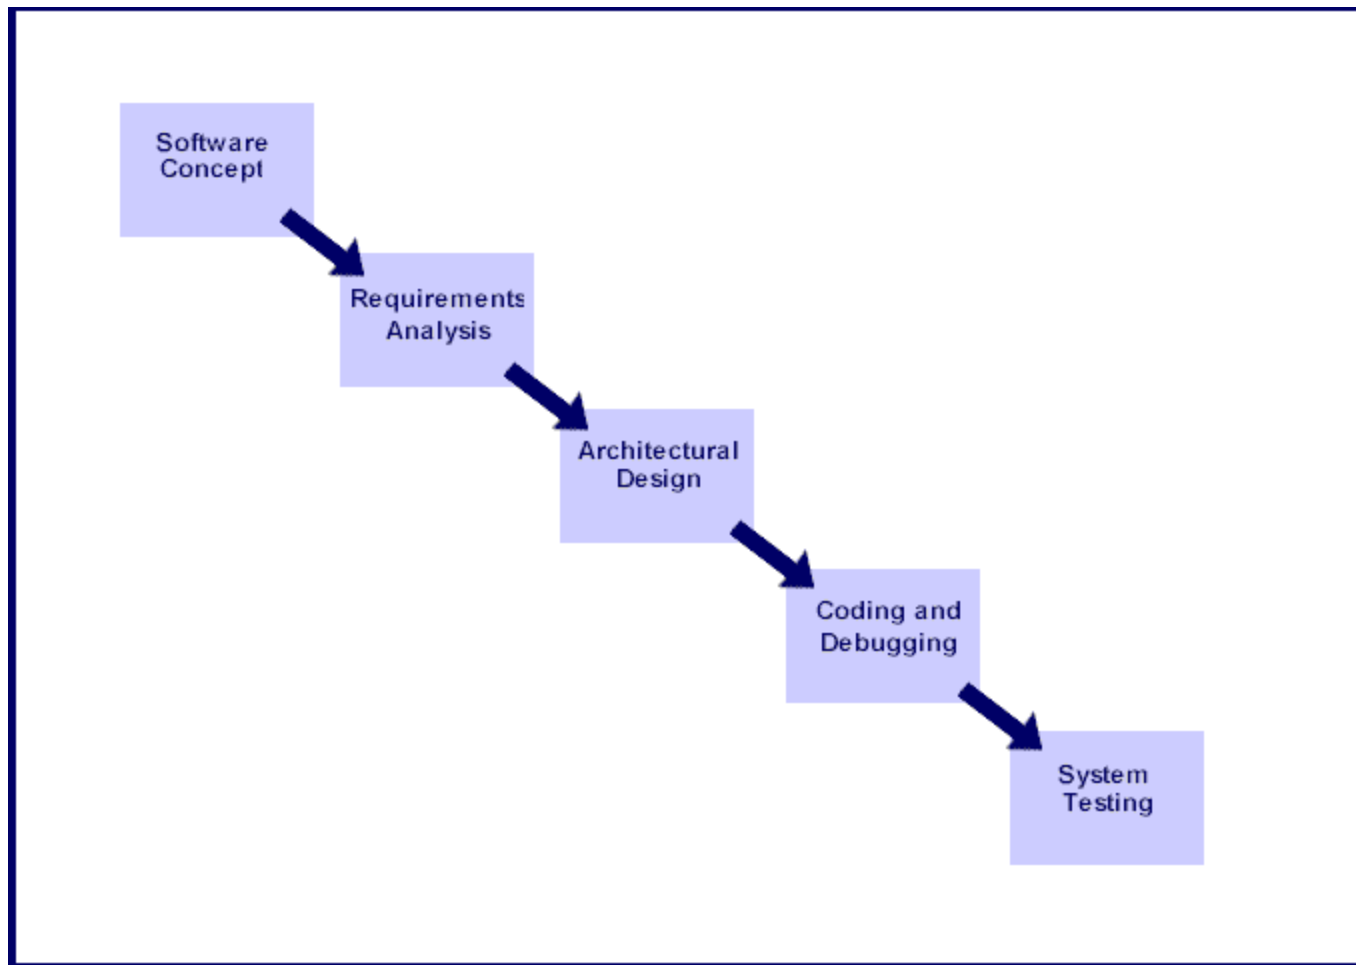 Software
Concept
Requirements
Analysis
Architectural
Design
Coding and
Debugging
System
Testing